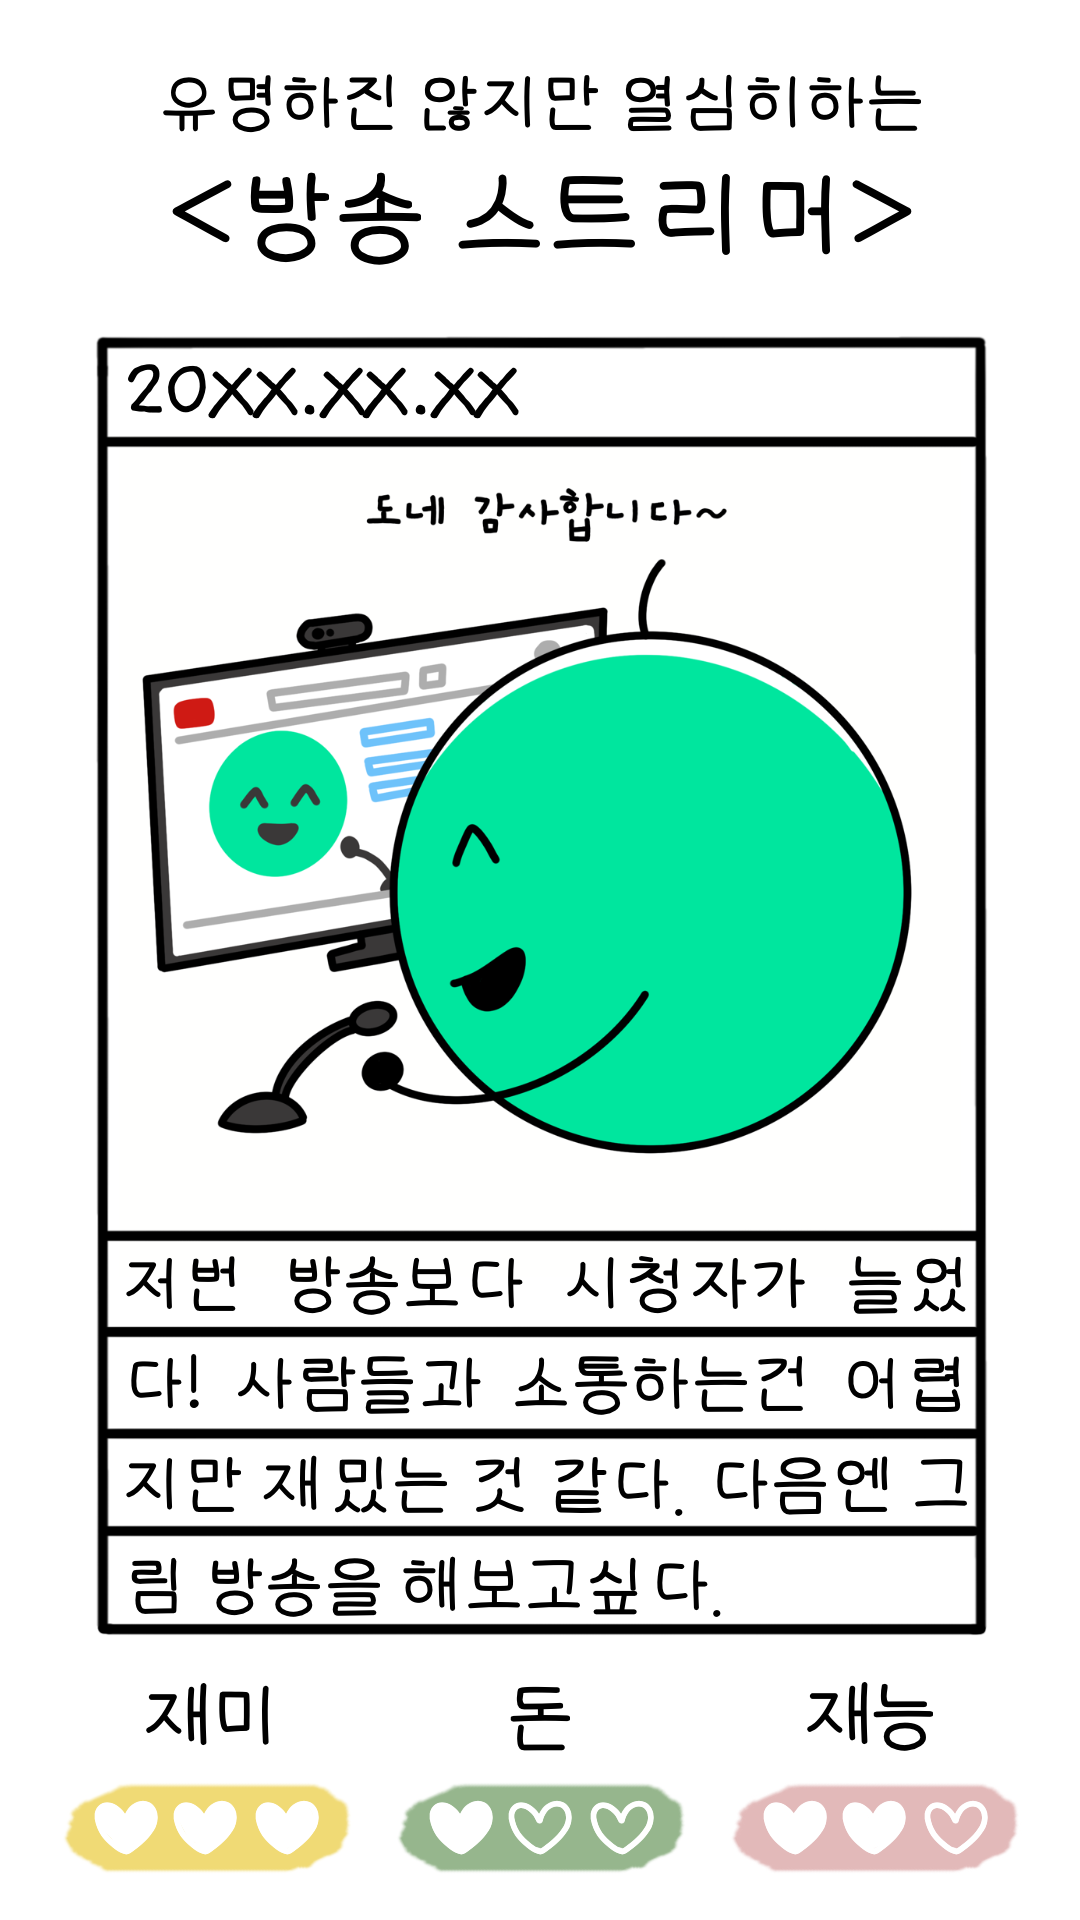 유명하진 않지만 열심히하는
<방송 스트리머>
20XX.XX.XX
도네 감사합니다~
저번 방송보다 시청자가 늘었
다! 사람들과 소통하는건 어렵
지만 재밌는 것 같다. 다음엔 그
림 방송을 해보고싶다.
재미 돈 재능